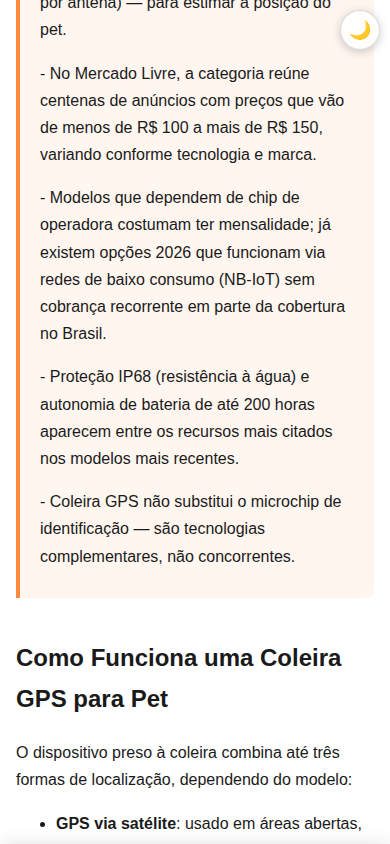 por antena) — para estimar a posição do
pet.
- No Mercado Livre, a categoria reúne
centenas de anúncios com preços que vão
de menos de R$ 100 a mais de R$ 150,
variando conforme tecnologia e marca.
- Modelos que dependem de chip de
operadora costumam ter mensalidade; já
existem opções 2026 que funcionam via
redes de baixo consumo (NB-IoT) sem
cobrança recorrente em parte da cobertura
no Brasil.
- Proteção IP68 (resistência à água) e
autonomia de bateria de até 200 horas
aparecem entre os recursos mais citados
nos modelos mais recentes.
- Coleira GPS não substitui o microchip de
identificação — são tecnologias
complementares, não concorrentes.
Como Funciona uma Coleira
GPS para Pet
O dispositivo preso à coleira combina até três
formas de localização, dependendo do modelo:
• GPS via satélite: usado em áreas abertas,